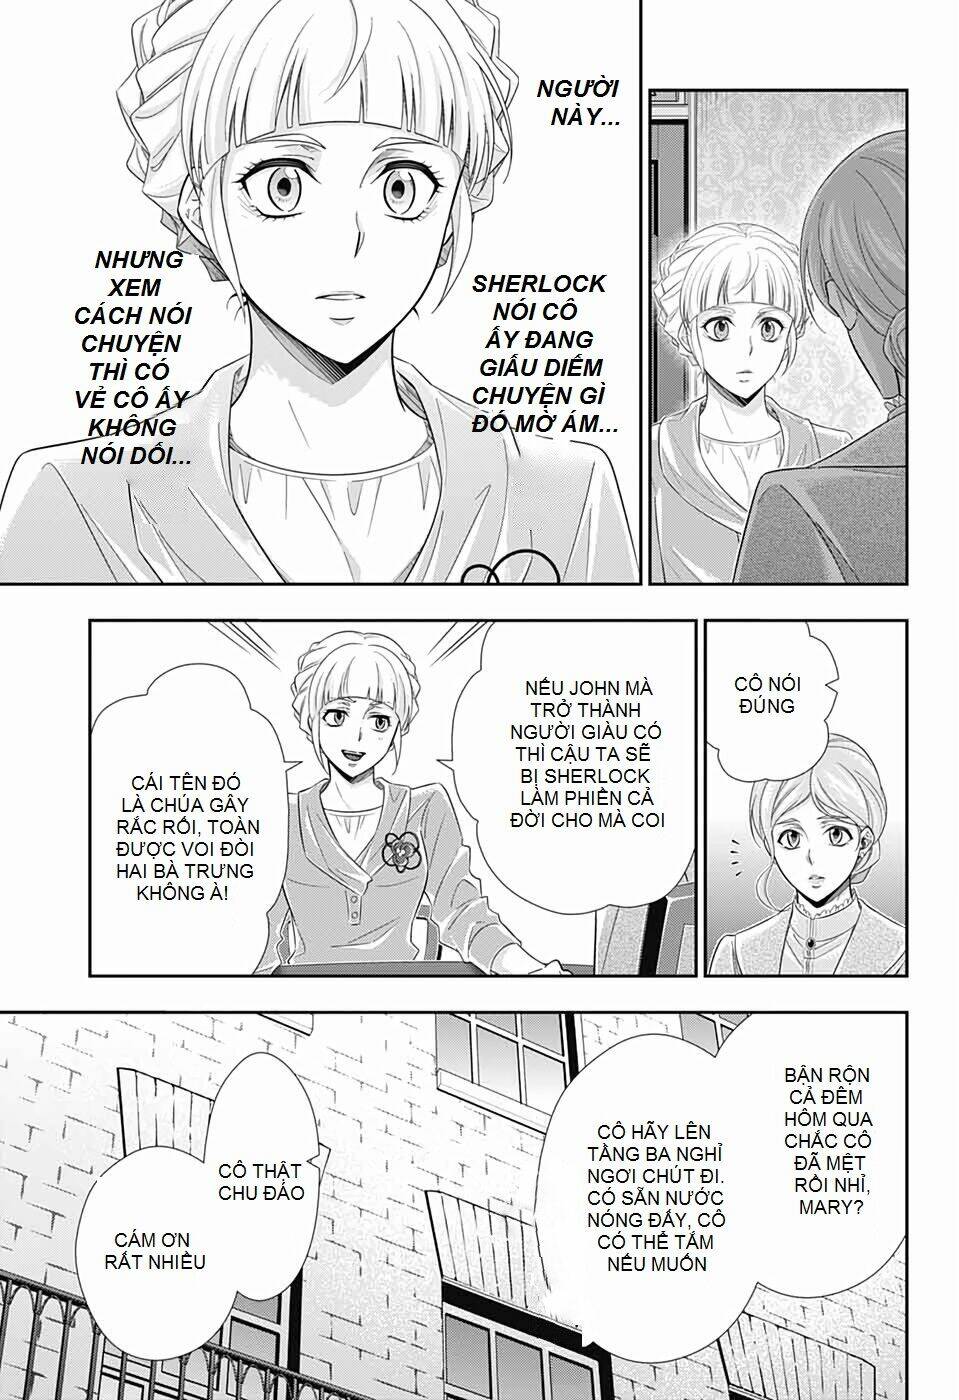 NGƯỜI
NÀY...
SHERLOCK
NÓI CÔ
ẤY ĐANG
GIẤU DIẾM
CHUYỆN GÌ
ĐÓ MỜ ÁM...
NHƯNG
XEM
CÁCH NÓI
CHUYỆN
THÌ CÓ
VẺ CÔ ẤY
KHÔNG
NÓI DỐI...
CÔ NÓI
ĐÚNG
NẾU JOHN MÀ
TRỞ THÀNH
NGƯỜI GIÀU CÓ
THÌ CẬU TA SẼ
BỊ SHERLOCK
LÀM PHIỀN CẢ
ĐỜI CHO MÀ COI
CÁI TÊN ĐÓ
LÀ CHÚA GÂY
RẮC RỐI, TOÀN
ĐƯỢC VOI ĐÒI
HAI BÀ TRƯNG
KHÔNG À!
BẬN RỘN
CẢ ĐÊM
HÔM QUA
CHẮC CÔ
ĐÃ MỆT
RỒI NHỈ,
MARY?
CÔ HÃY LÊN
TẦNG BA NGHỈ
NGƠI CHÚT ĐI.
CÓ SẴN NƯỚC
NÓNG ĐẤY, CÔ
CÓ THỂ TẮM
NẾU MUỐN
CÔ THẬT
CHU ĐÁO
CÁM ƠN
RẤT NHIỀU